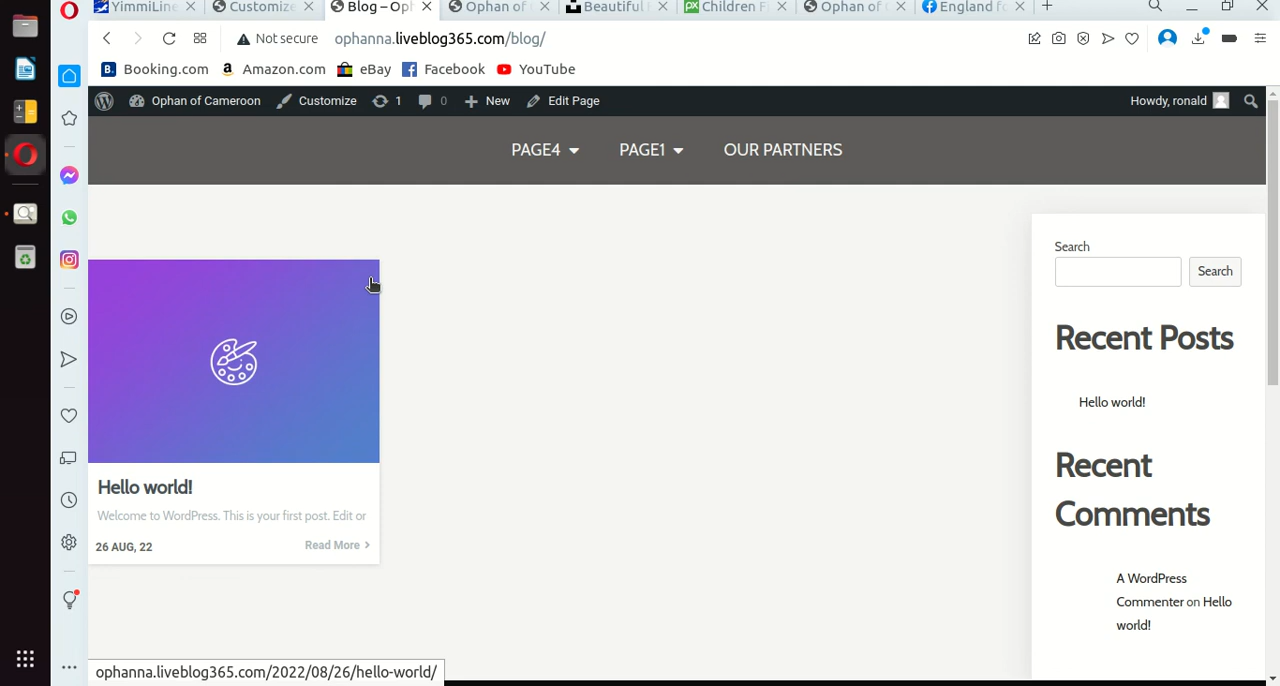 YimmiLine
Customize
Blog – Oph
Ophan of
Beautiful
Children F
Ophan of
England fo
Not secure
ophanna.liveblog365.com/blog/
B. Booking.com
a Amazon.com
eBay
Facebook
YouTube
Ophan of Cameroon
Customize
1
0
New
Edit Page
Howdy, ronald
PAGE4
PAGE1
OUR PARTNERS
Search
Search
Recent Posts
Hello world!
Hello world!
Welcome to WordPress. This is your first post. Edit or
26 AUG, 22
Read More
Recent
Comments
A WordPress
Commenter on Hello
world!
ophanna.liveblog365.com/2022/08/26/hello-world/